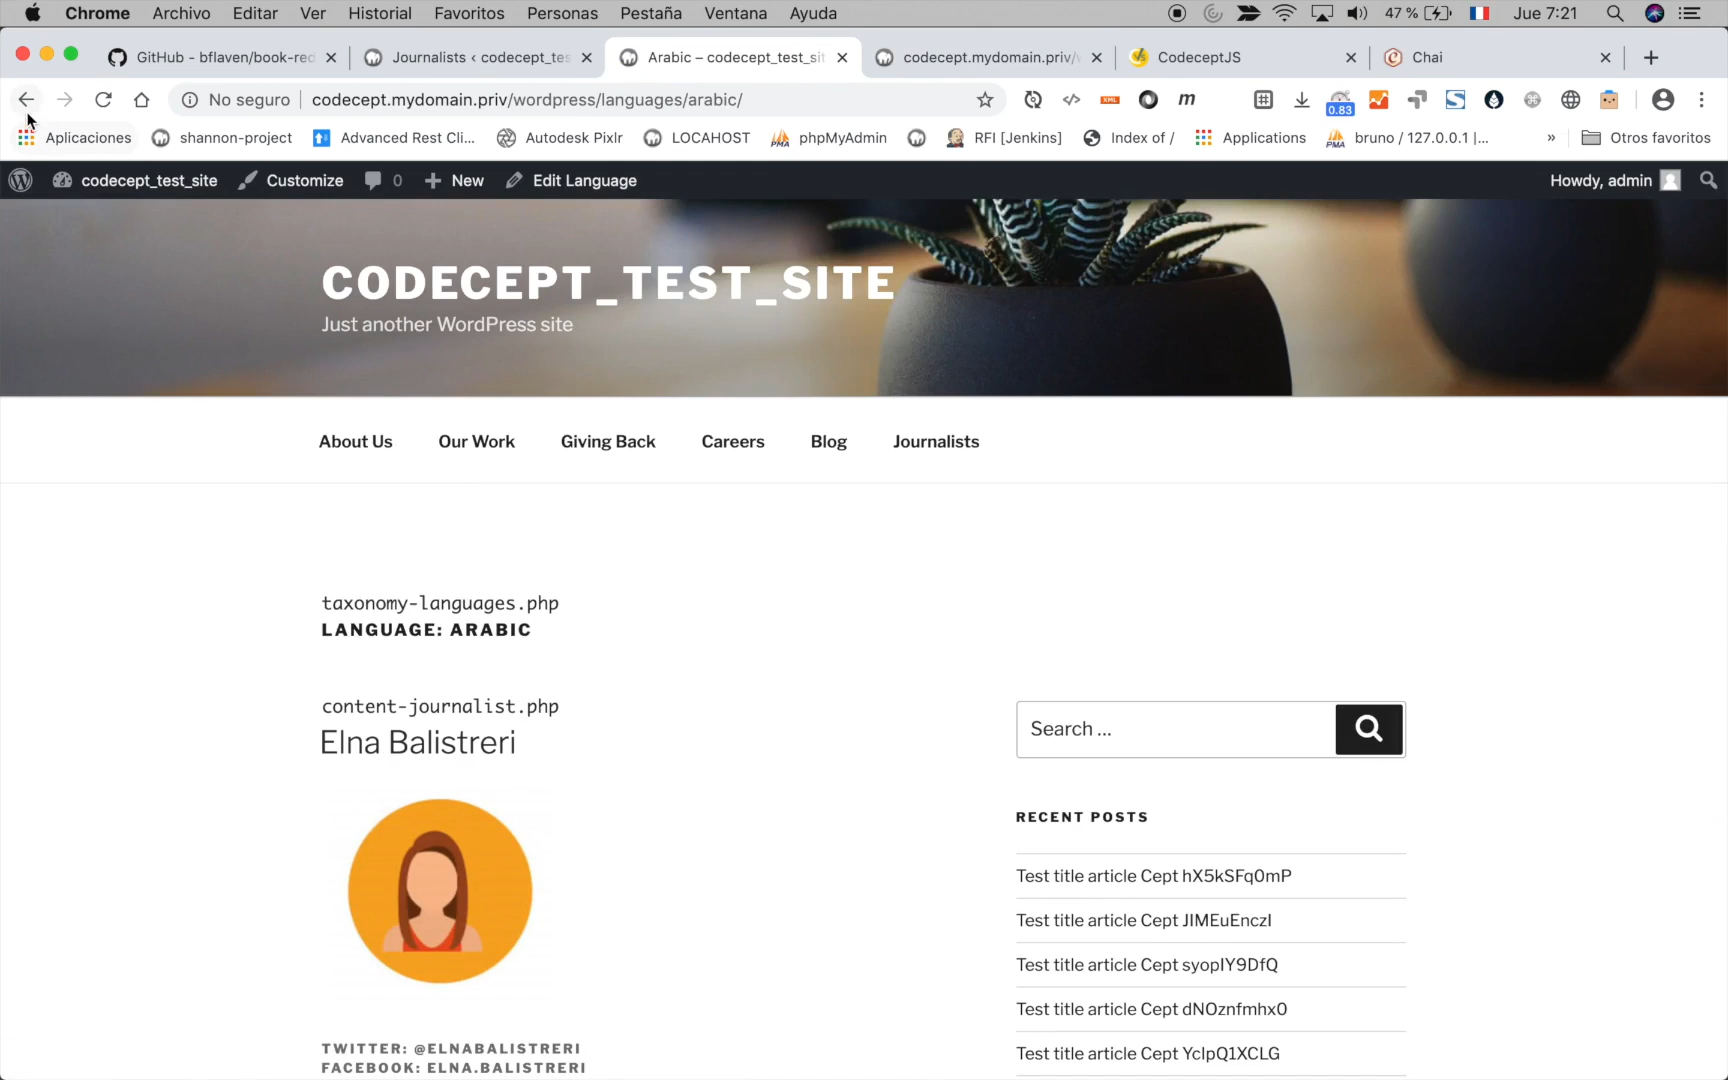 Chrome Archivo Editar Ver Historial Favoritos Personas Pestaña Ventana Ayuda 47 % Jue 7:21
GitHub - bflaven/book-red Journalists ‹ codecept_tes Arabic – codecept_test_sit codecept.mydomain.priv/ CodeceptJS Chai
No seguro codecept.mydomain.priv/wordpress/languages/arabic/ XML m 0.83
Aplicaciones shannon-project Advanced Rest Cli... Autodesk Pixlr LOCAHOST PMA phpMyAdmin RFI [Jenkins] Index of / Applications PMA bruno / 127.0.0.1 |... » Otros favoritos
codecept_test_site Customize 0 New Edit Language Howdy, admin
CODECEPT_TEST_SITE
Just another WordPress site
About Us Our Work Giving Back Careers Blog Journalists
taxonomy-languages.php
LANGUAGE: ARABIC
content-journalist.php
Elna Balistreri
TWITTER: @ELNABALISTRERI
FACEBOOK: ELNA.BALISTRERI
Search ...
RECENT POSTS
Test title article Cept hX5kSFq0mP
Test title article Cept JIMEuEnczI
Test title article Cept syopIY9DfQ
Test title article Cept dNOznfmhx0
Test title article Cept YclpQ1XCLG